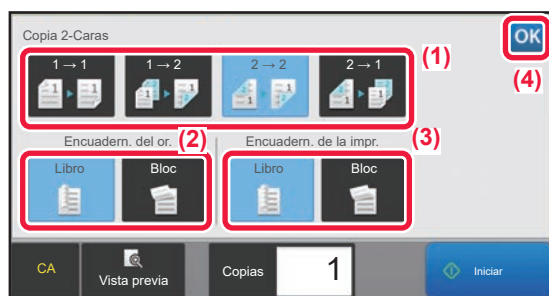 Copia 2-Caras
OK
(1)
(4)
1 → 1
1 → 2
2 → 2
2 → 1
Encuadern. del or.
(2)
Encuadern. de la impr.
(3)
Libro
Bloc
Libro
Bloc
CA
Vista previa
Copias
1
Iniciar